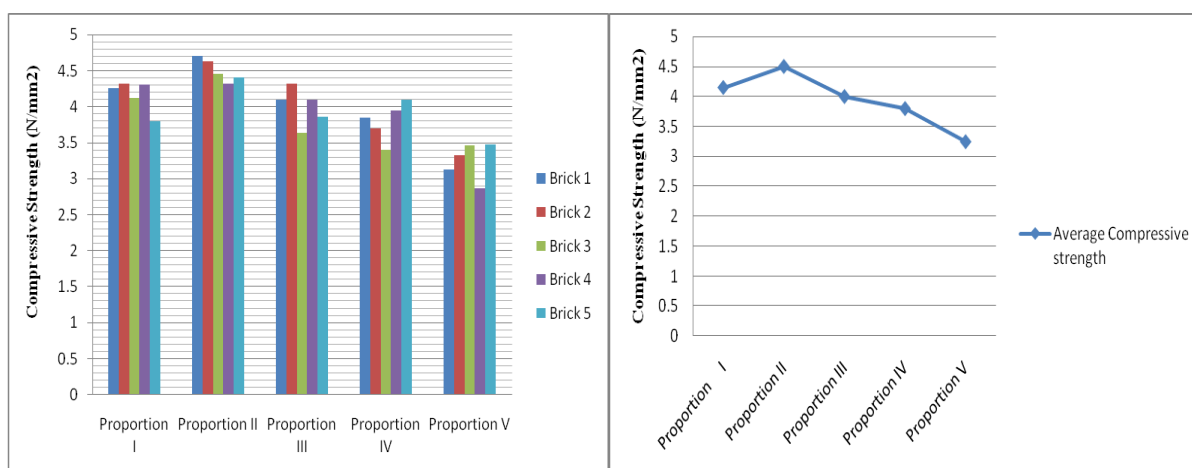 Compressive Strength (N/mm2)
5
4.5
4
3.5
3
2.5
2
1.5
1
0.5
0
Proportion I
Proportion II
Proportion III
Proportion IV
Proportion V
Brick 1
Brick 2
Brick 3
Brick 4
Brick 5
Compressive Strength (N/mm2)
5
4.5
4
3.5
3
2.5
2
1.5
1
0.5
0
Proportion I
Proportion II
Proportion III
Proportion IV
Proportion V
Average Compressive
strength